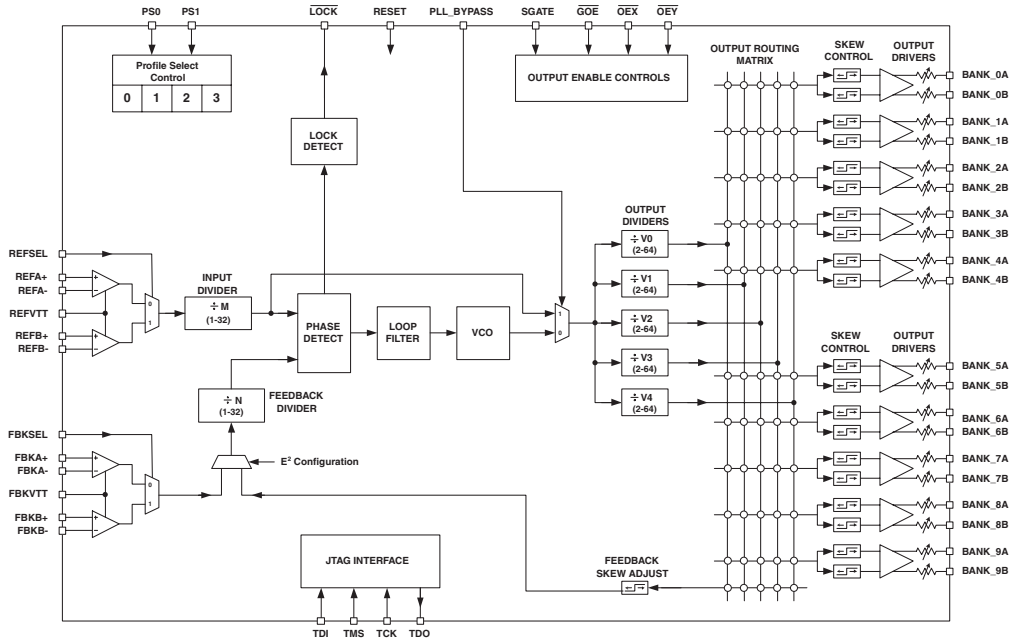 PS0 PS1 LOCK RESET PLL_BYPASS SGATE GOE OEX OEY
Profile Select
Control
0 1 2 3
OUTPUT ENABLE CONTROLS
OUTPUT ROUTING
MATRIX
SKEW
CONTROL
OUTPUT
DRIVERS
BANK_0A
BANK_0B
BANK_1A
BANK_1B
BANK_2A
BANK_2B
BANK_3A
BANK_3B
BANK_4A
BANK_4B
LOCK
DETECT
OUTPUT
DIVIDERS
÷ V0
(2-64)
÷ V1
(2-64)
÷ V2
(2-64)
÷ V3
(2-64)
÷ V4
(2-64)
REFSEL
REFA+
REFA-
REFVTT
REFB+
REFB-
+
−
+
−
0
1
INPUT
DIVIDER
÷ M
(1-32)
PHASE
DETECT
LOOP
FILTER
VCO
1
0
÷ N
(1-32)
FEEDBACK
DIVIDER
SKEW
CONTROL
OUTPUT
DRIVERS
BANK_5A
BANK_5B
BANK_6A
BANK_6B
BANK_7A
BANK_7B
BANK_8A
BANK_8B
BANK_9A
BANK_9B
FBKSEL
FBKA+
FBKA-
FBKVTT
FBKB+
FBKB-
+
−
+
−
0
1
E² Configuration
JTAG INTERFACE
FEEDBACK
SKEW ADJUST
TDI TMS TCK TDO